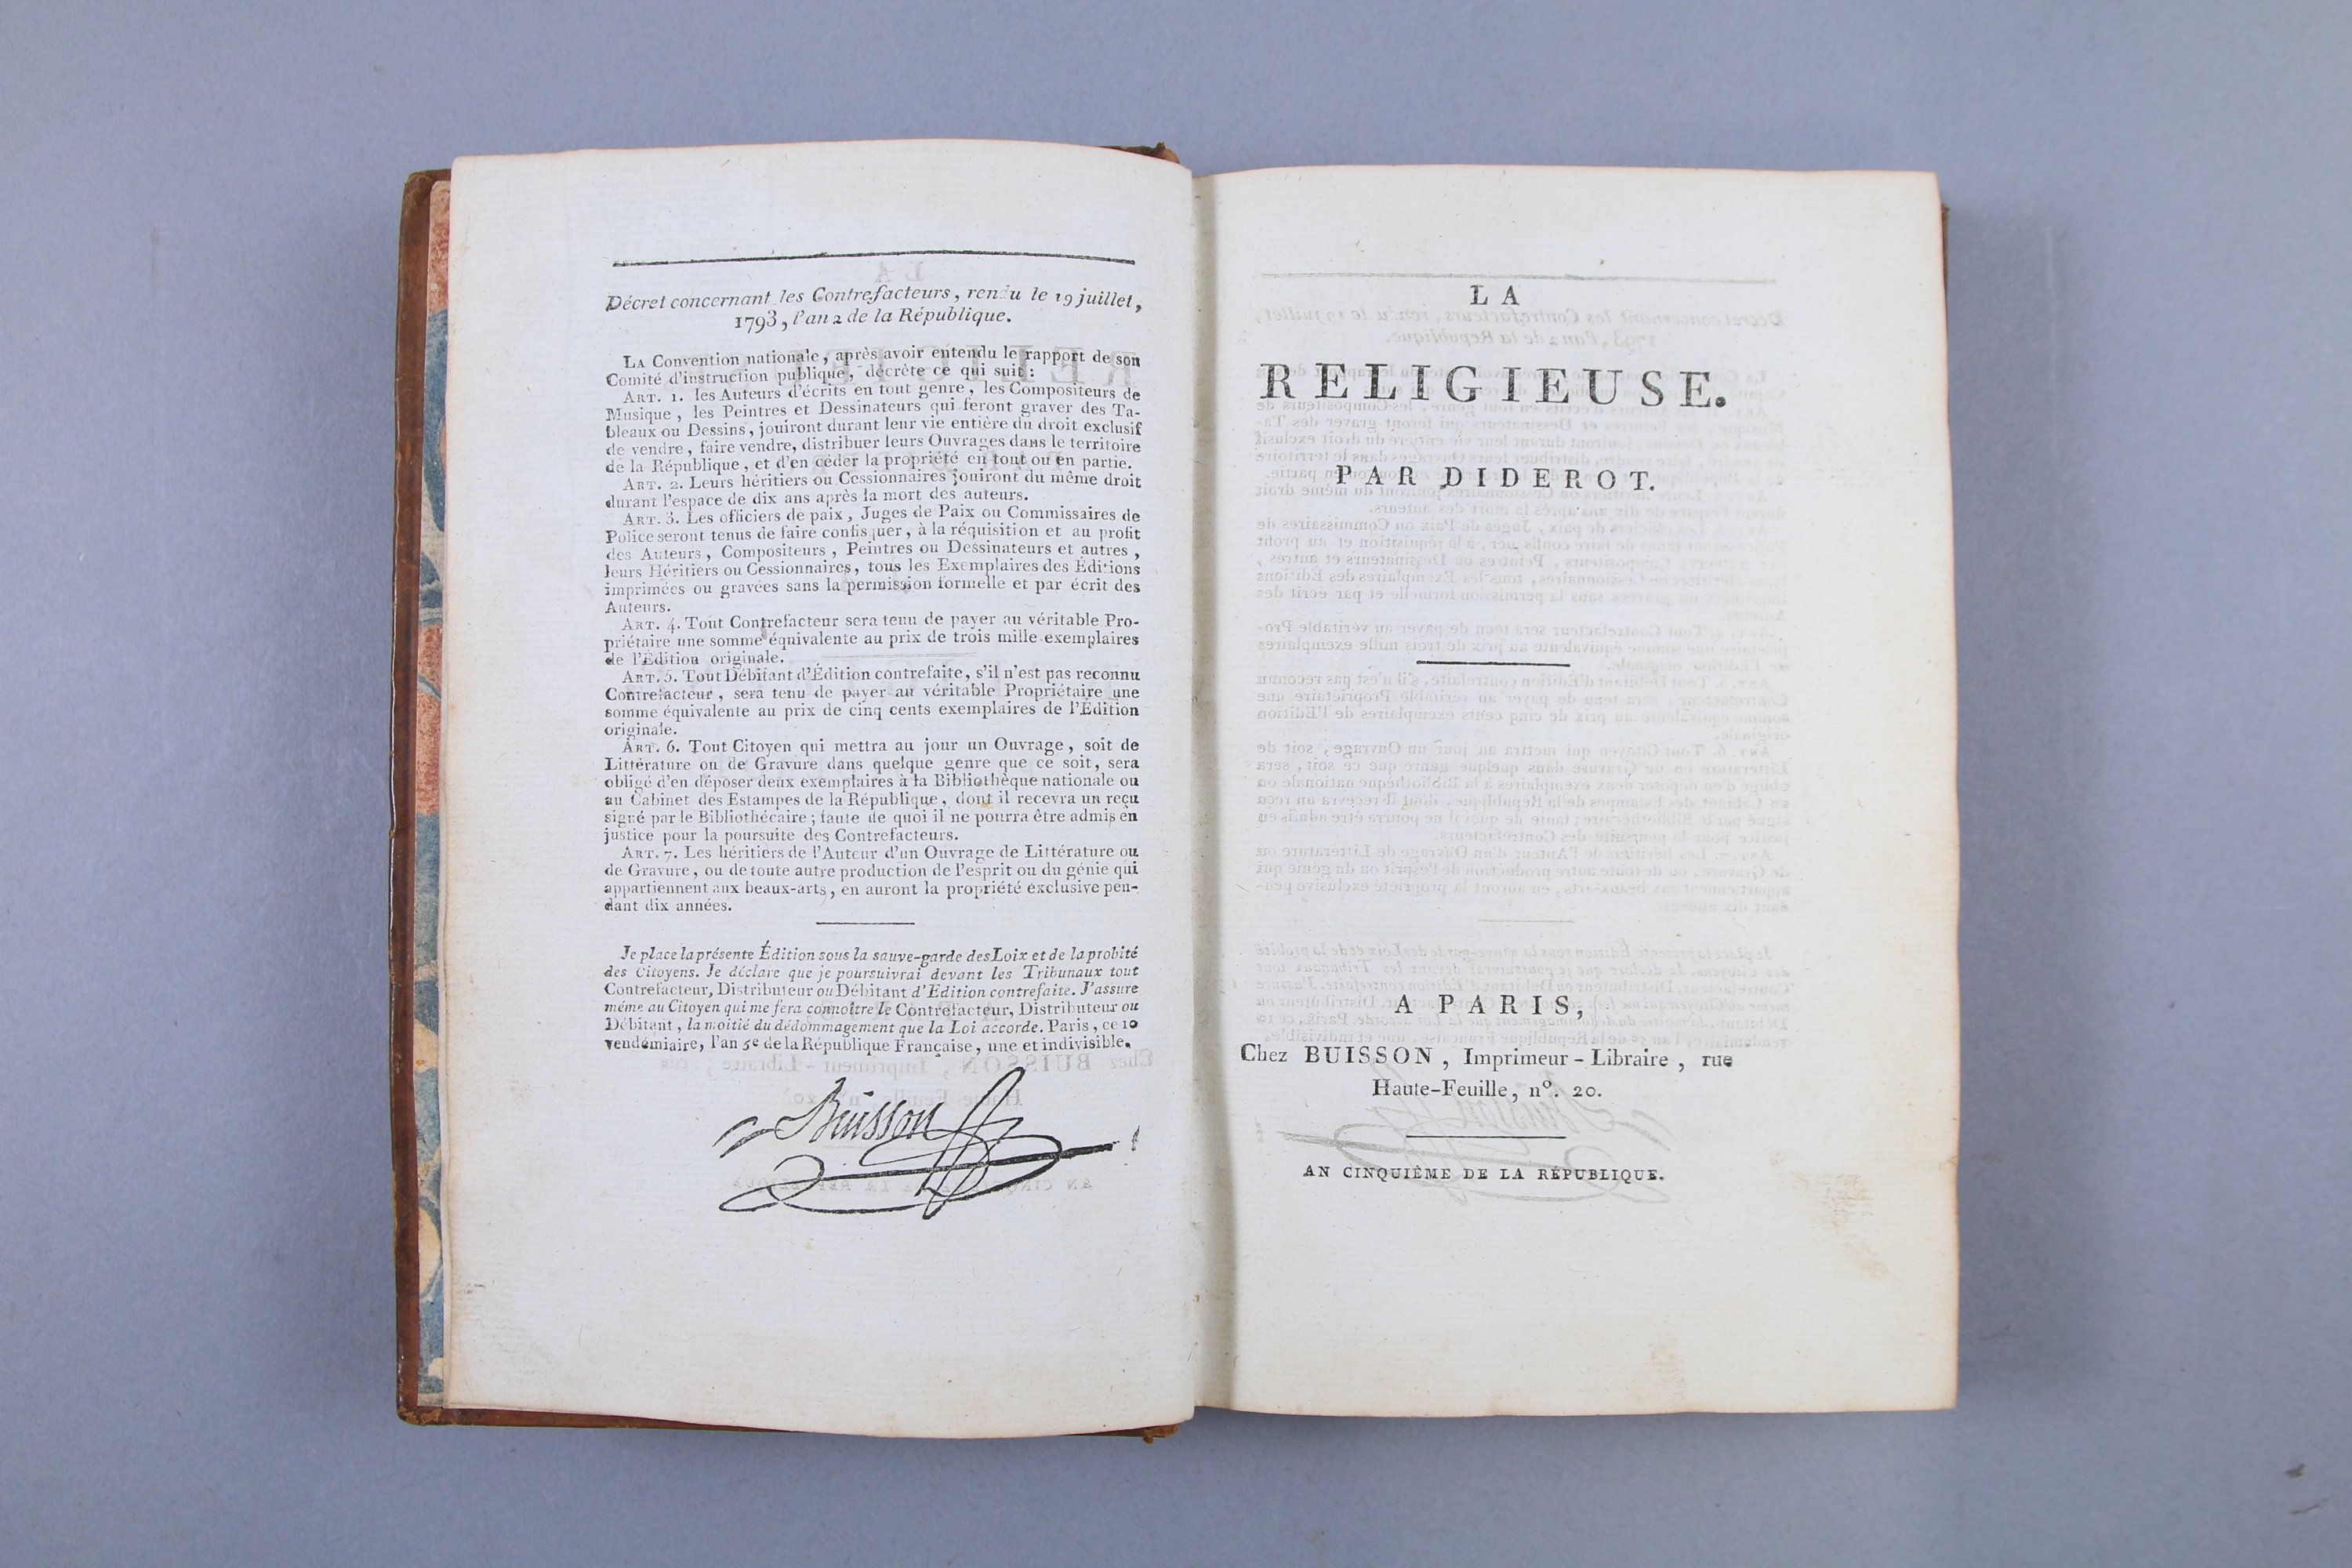 Décret concernant les Contrefacteurs, rendu le 19 juillet,
1793, l'an 2 de la République.
LA Convention nationale, après avoir entendu le rapport de son
Comité d'instruction publique, décrète ce qui suit :
ART. 1. les Auteurs d'écrits en tout genre, les Compositeurs de
Musique, les Peintres et Dessinateurs qui feront graver des Ta-
bleaux ou Dessins, jouiront durant leur vie entière du droit exclusif
de vendre, faire vendre, distribuer leurs Ouvrages dans le territoire
de la République, et d'en céder la propriété en tout ou en partie.
ART. 2. Leurs héritiers ou Cessionnaires jouiront du même droit
durant l'espace de dix ans après la mort des auteurs.
ART. 3. Les officiers de paix, Juges de Paix ou Commissaires de
Police seront tenus de faire confisquer, à la réquisition et au profit
des Auteurs, Compositeurs, Peintres ou Dessinateurs et autres,
leurs Héritiers ou Cessionnaires, tous les Exemplaires des Éditions
imprimées ou gravées sans la permission formelle et par écrit des
Auteurs.
ART. 4. Tout Contrefacteur sera tenu de payer au véritable Pro-
priétaire une somme équivalente au prix de trois mille exemplaires
de l'Édition originale.
ART. 5. Tout Débitant d'Édition contrefaite, s'il n'est pas reconnu
Contrefacteur, sera tenu de payer au véritable Propriétaire une
somme équivalente au prix de cinq cents exemplaires de l'Édition
originale.
ART. 6. Tout Citoyen qui mettra au jour un Ouvrage, soit de
Littérature ou de Gravure dans quelque genre que ce soit, sera
obligé d'en déposer deux exemplaires à la Bibliothèque nationale ou
au Cabinet des Estampes de la République, dont il recevra un reçu
signé par le Bibliothécaire ; faute de quoi il ne pourra être admis en
justice pour la poursuite des Contrefacteurs.
ART. 7. Les héritiers de l'Auteur d'un Ouvrage de Littérature ou
de Gravure, ou de toute autre production de l'esprit ou du génie qui
appartiennent aux beaux-arts, en auront la propriété exclusive pen-
dant dix années.
Je place la présente Édition sous la sauve-garde des Loix et de la probité
des Citoyens. Je déclare que je poursuivrai devant les Tribunaux tout
Contrefacteur, Distributeur ou Débitant d'Edition contrefaite. J'assure
même au Citoyen qui me fera connoître le Contrefacteur, Distributeur ou
Débitant, la moitié du dédommagement que la Loi accorde. Paris, ce 10
vendémiaire, l'an 5e de la République Française, une et indivisible.
Buisson
LA
RELIGIEUSE.
PAR DIDEROT.
A PARIS,
Chez BUISSON, Imprimeur-Libraire, rue
Haute-Feuille, n°. 20.
AN CINQUIÈME DE LA RÉPUBLIQUE.